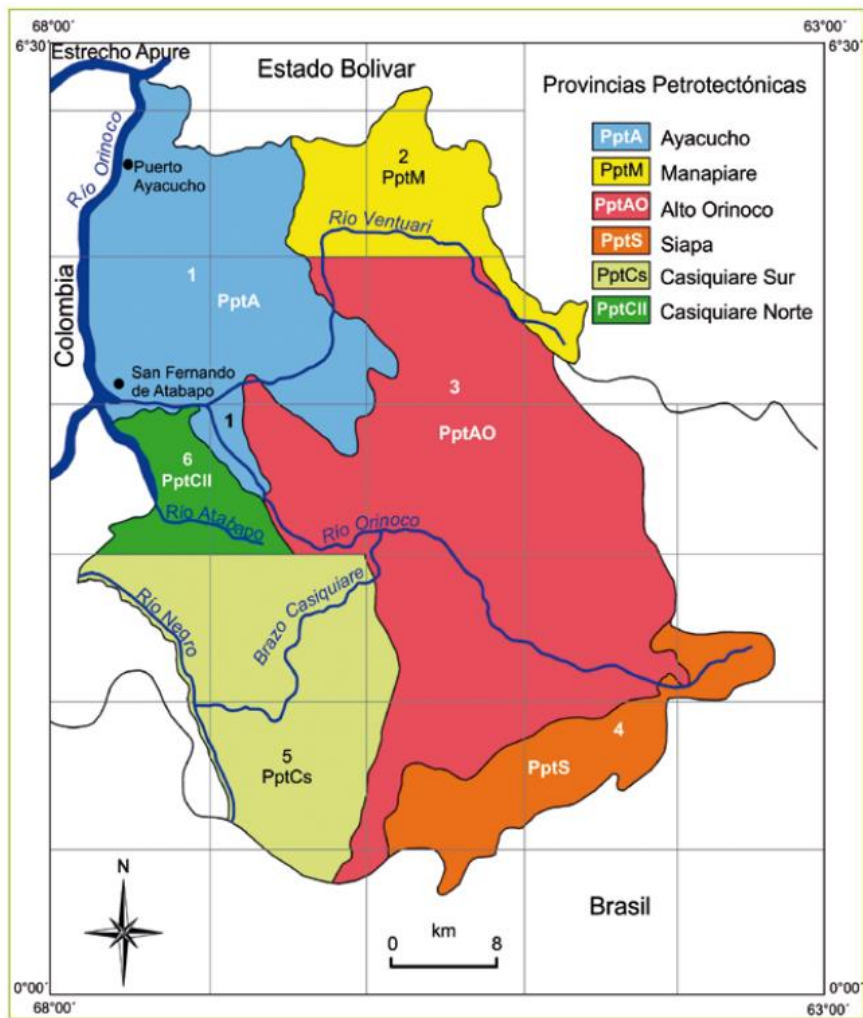 68°00´
63°00´
6°30´
6°30´
Estrecho Apure
Estado Bolivar
Provincias Petrotectónicas
PptA Ayacucho
PptM Manapiare
PptAO Alto Orinoco
PptS Siapa
PptCs Casiquiare Sur
PptCII Casiquiare Norte
Río Orinoco
Puerto
Ayacucho
2
PptM
Río Ventuari
Colombia
1
PptA
San Fernando
de Atabapo
3
PptAO
1
6
PptCII
Río Atabapo
Río Orinoco
Río Negro
Brazo Casiquiare
4
PptS
5
PptCs
N
km
0 8
Brasil
0°00´
0°00´
68°00´
63°00´